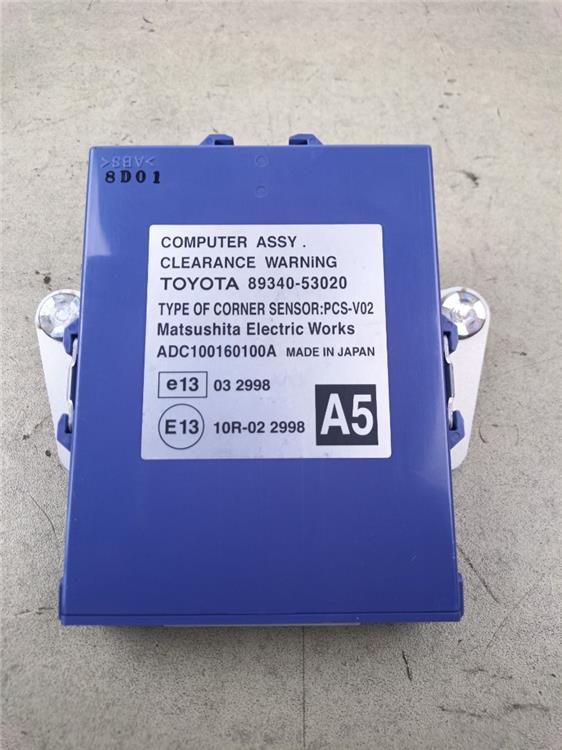 >ABS<
8D01
COMPUTER ASSY.
CLEARANCE WARNiNG
TOYOTA 89340-53020
TYPE OF CORNER SENSOR:PCS-V02
Matsushita Electric Works
ADC100160100A MADE IN JAPAN
e13 03 2998
E13 10R-02 2998 A5